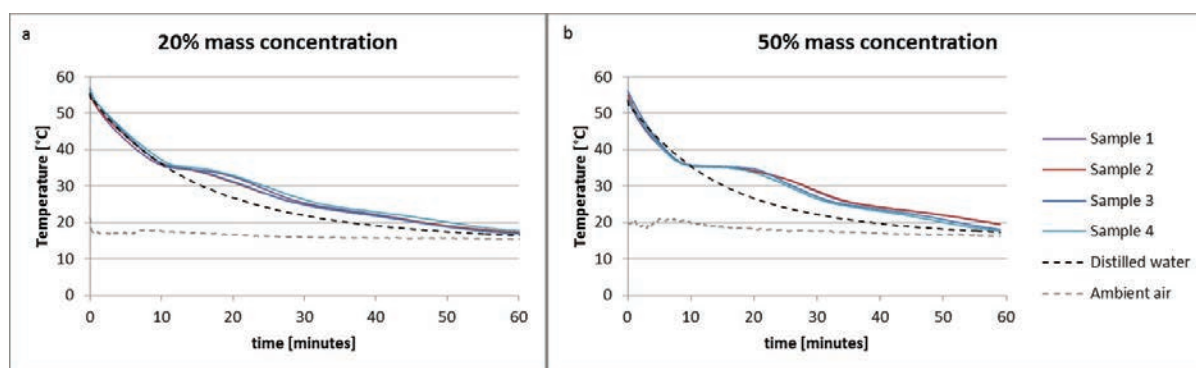 a
20% mass concentration
Temperature [°C]
60
50
40
30
20
10
0
0 10 20 30 40 50 60
time [minutes]
b
50% mass concentration
Temperature [°C]
60
50
40
30
20
10
0
0 10 20 30 40 50 60
time [minutes]
Sample 1
Sample 2
Sample 3
Sample 4
Distilled water
Ambient air